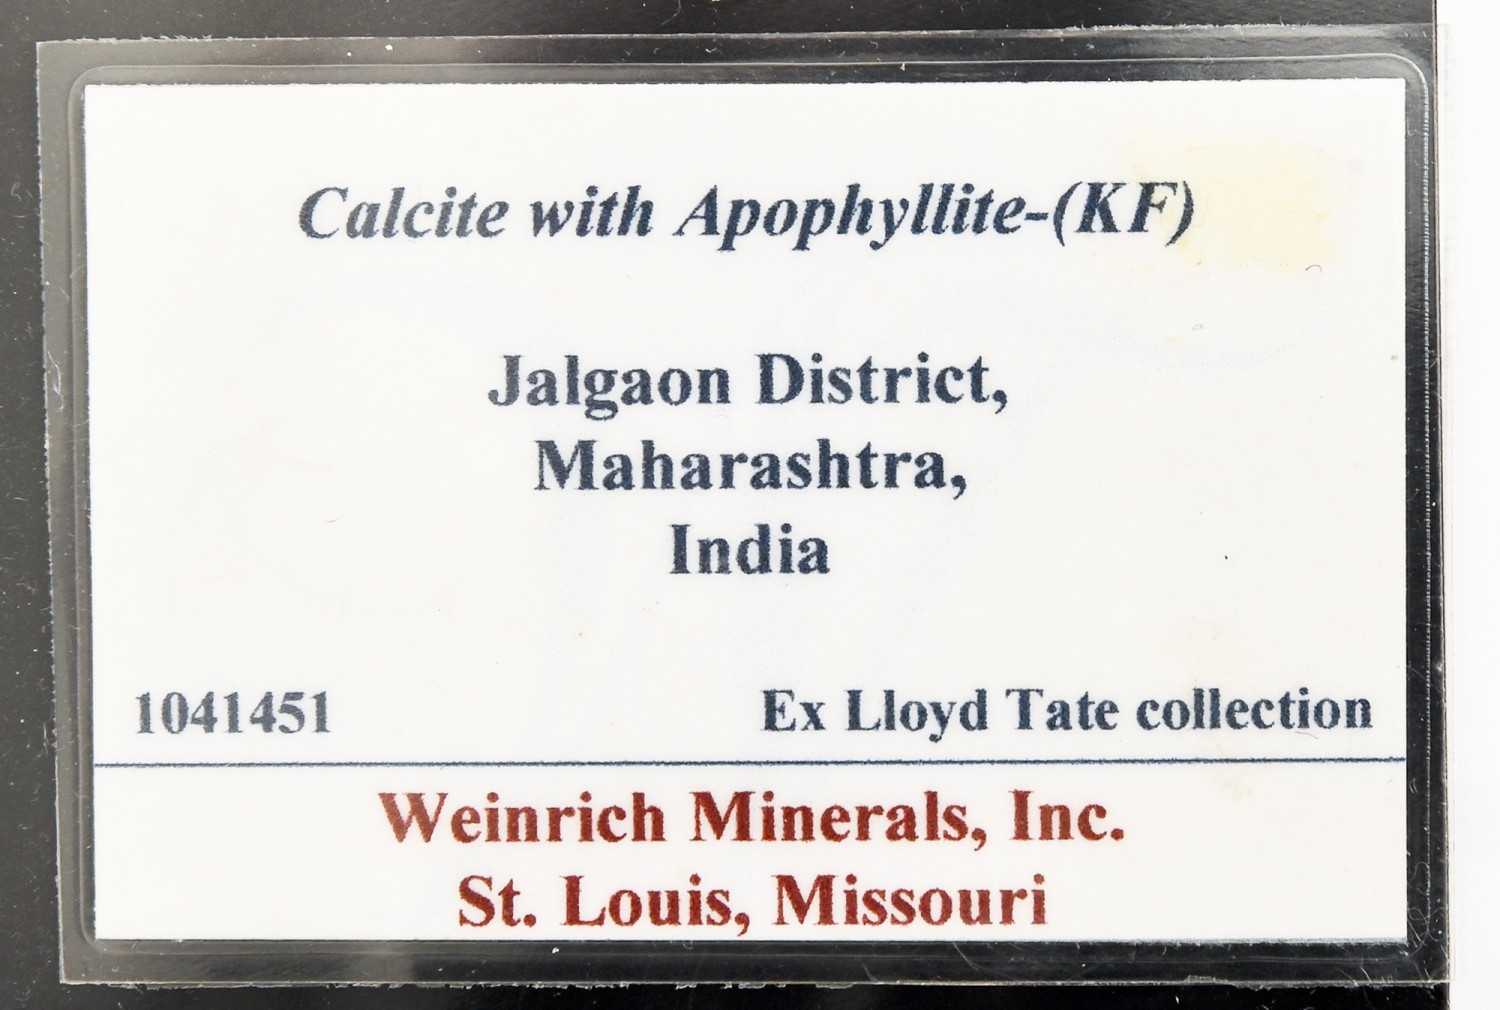 Calcite with Apophyllite-(KF)
Jalgaon District,
Maharashtra,
India
1041451 Ex Lloyd Tate collection
Weinrich Minerals, Inc.
St. Louis, Missouri